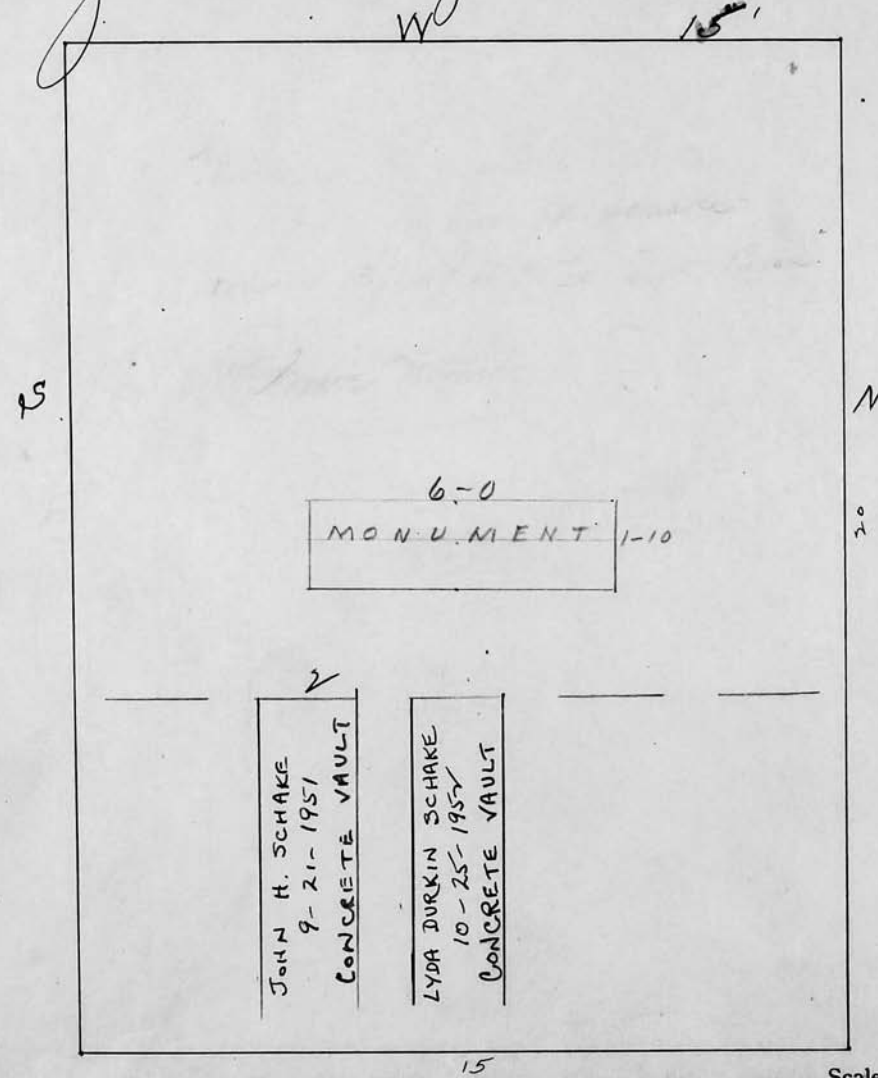 W 15'
S
N
20
6-0
MONUMENT 1-10
2
JOHN H. SCHAKE
9-21-1951
CONCRETE VAULT
LYDA DURKIN SCHAKE
10-25-1952
CONCRETE VAULT
15
Scale